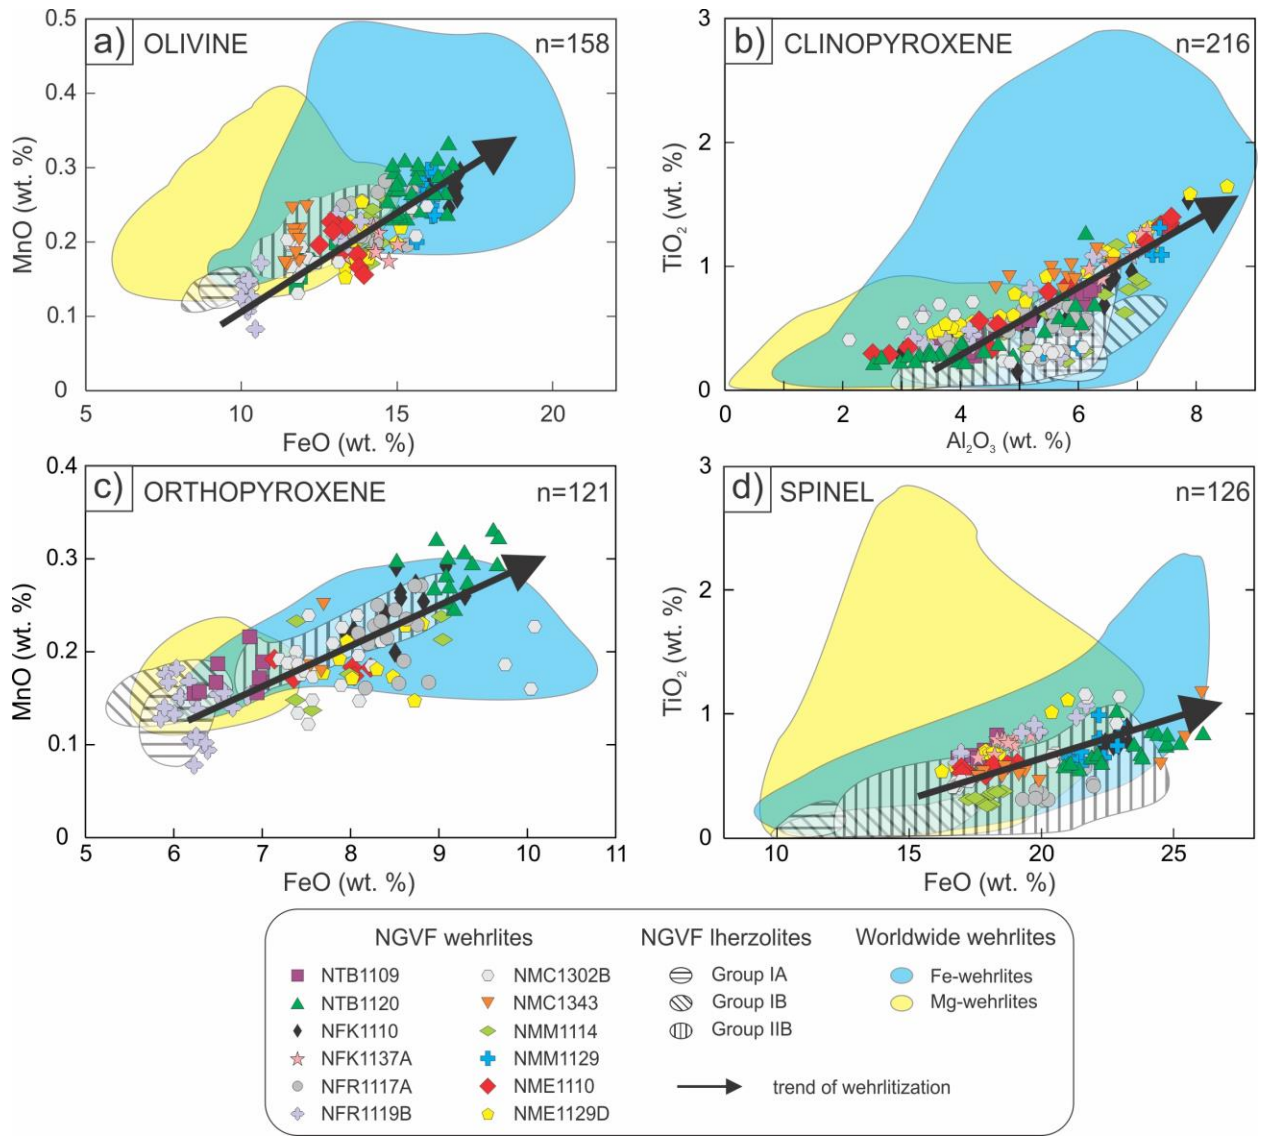 a) OLIVINE n=158
0.5
0.4
0.3
0.2
0.1
0
MnO (wt. %)
5 10 15 20
FeO (wt. %)
b) CLINOPYROXENE n=216
3
2
1
0
TiO2 (wt. %)
0 2 4 6 8
Al2O3 (wt. %)
c) ORTHOPYROXENE n=121
0.4
0.3
0.2
0.1
0
MnO (wt. %)
5 6 7 8 9 10 11
FeO (wt. %)
d) SPINEL n=126
3
2
1
0
TiO2 (wt. %)
10 15 20 25
FeO (wt. %)
NGVF wehrlites
NTB1109
NTB1120
NFK1110
NFK1137A
NFR1117A
NFR1119B
NMC1302B
NMC1343
NMM1114
NMM1129
NME1110
NME1129D
NGVF lherzolites
Group IA
Group IB
Group IIB
Worldwide wehrlites
Fe-wehrlites
Mg-wehrlites
trend of wehrlitization